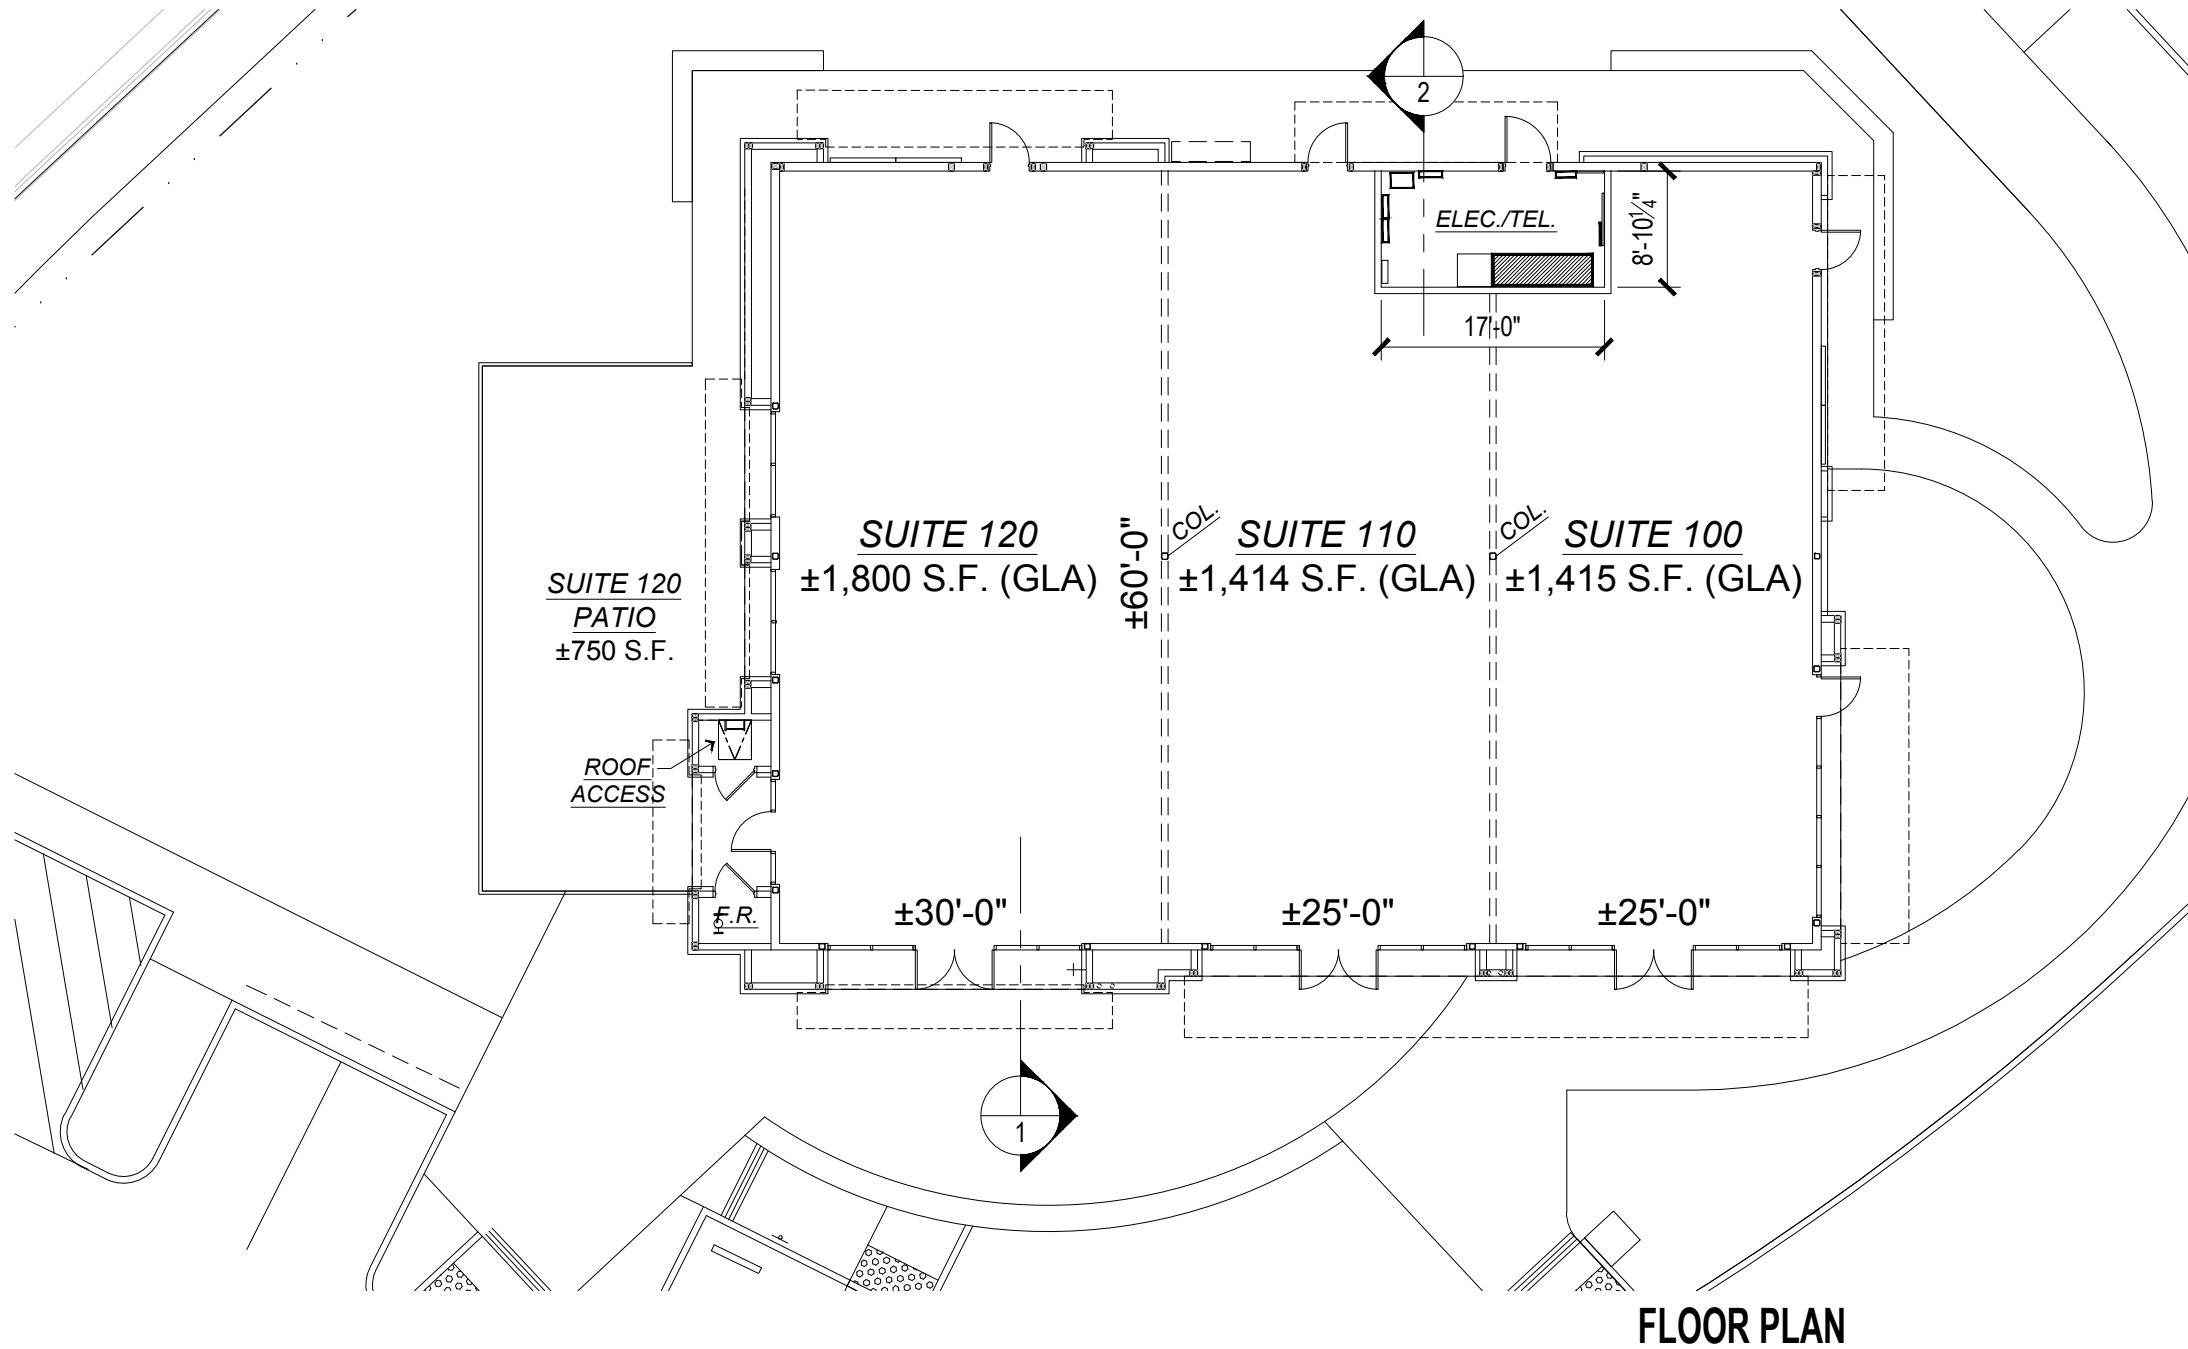 2
ELEC./TEL.
8'-10¼"
17'-0"
SUITE 120
±1,800 S.F. (GLA)
±60'-0"
COL.
SUITE 110
±1,414 S.F. (GLA)
COL.
SUITE 100
±1,415 S.F. (GLA)
SUITE 120
PATIO
±750 S.F.
ROOF
ACCESS
F.R.
±30'-0"
±25'-0"
±25'-0"
1
FLOOR PLAN